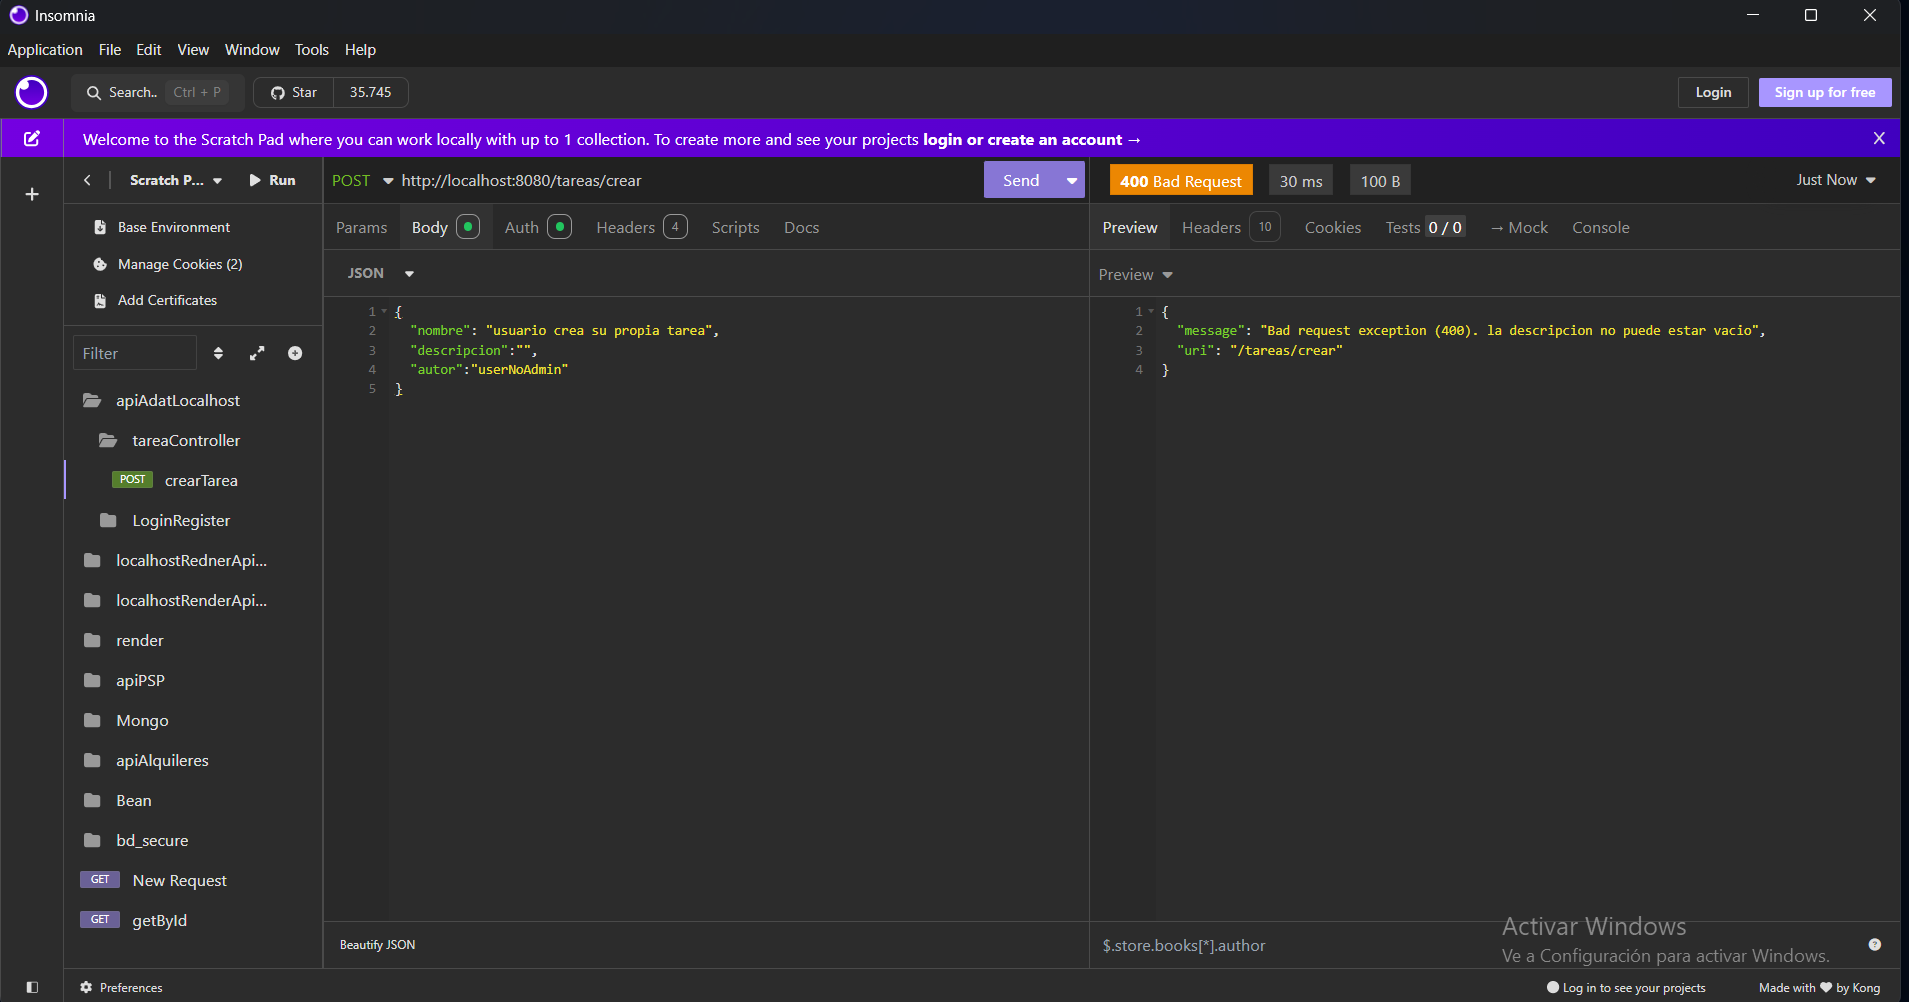 Insomnia
Application File Edit View Window Tools Help
Search.. Ctrl + P Star 35.745 Login Sign up for free
Welcome to the Scratch Pad where you can work locally with up to 1 collection. To create more and see your projects login or create an account → X
Scratch P... Run
POST http://localhost:8080/tareas/crear Send
400 Bad Request 30 ms 100 B Just Now
Base Environment
Manage Cookies (2)
Add Certificates
Filter
apiAdatLocalhost
tareaController
POST crearTarea
LoginRegister
localhostRednerApi...
localhostRenderApi...
render
apiPSP
Mongo
apiAlquileres
Bean
bd_secure
GET New Request
GET getById
Params Body Auth Headers 4 Scripts Docs
JSON
1 {
2 "nombre": "usuario crea su propia tarea",
3 "descripcion":"",
4 "autor":"userNoAdmin"
5 }
Beautify JSON
Preview Headers 10 Cookies Tests 0 / 0 → Mock Console
Preview
1 {
2 "message": "Bad request exception (400). la descripcion no puede estar vacio",
3 "uri": "/tareas/crear"
4 }
$.store.books[*].author
Activar Windows
Ve a Configuración para activar Windows.
Preferences
Log in to see your projects Made with ♥ by Kong